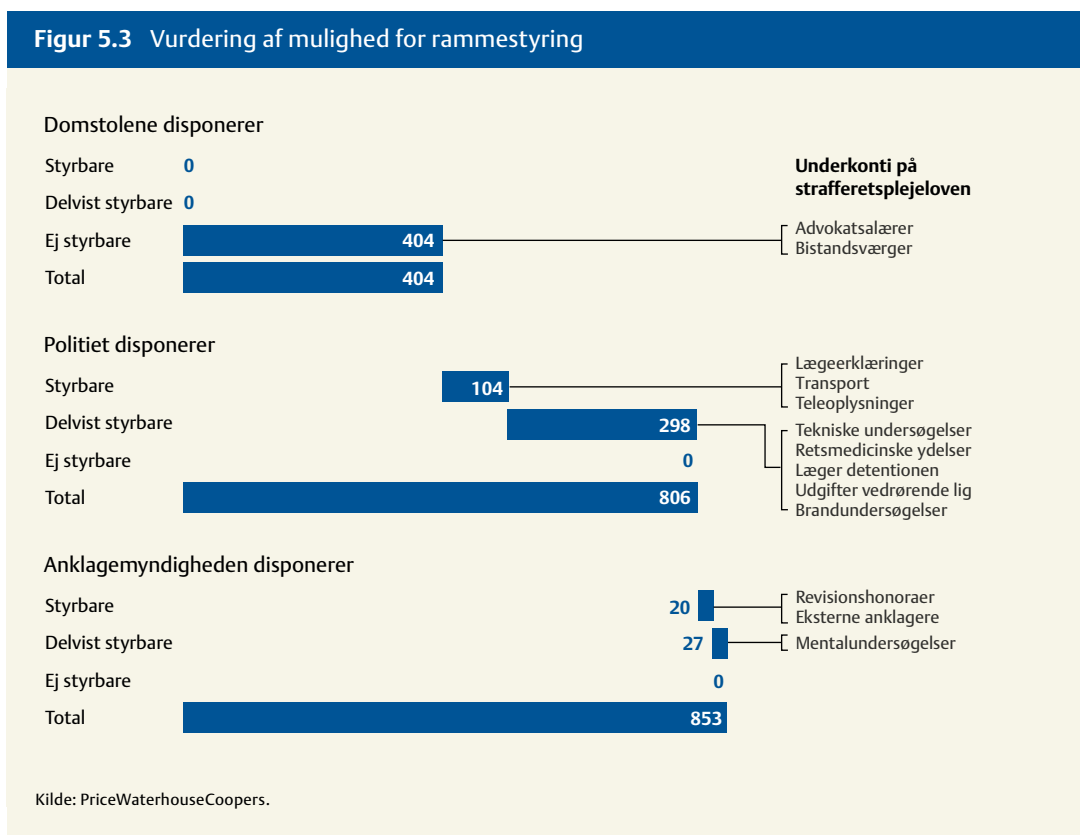 Figur 5.3 Vurdering af mulighed for rammestyring
Domstolene disponerer
Styrbare 0
Underkonti på
strafferetsplejeloven
Delvist styrbare 0
Ej styrbare 404
Advokatsalærer
Bistandsværger
Total 404
Politiet disponerer
Styrbare 104
Lægeerklæringer
Transport
Teleoplysninger
Delvist styrbare 298
Tekniske undersøgelser
Retsmedicinske ydelser
Læger detentionen
Udgifter vedrørende lig
Brandundersøgelser
Ej styrbare 0
Total 806
Anklagemyndigheden disponerer
Styrbare 20
Revisionshonoraer
Eksterne anklagere
Delvist styrbare 27
Mentalundersøgelser
Ej styrbare 0
Total 853
Kilde: PriceWaterhouseCoopers.